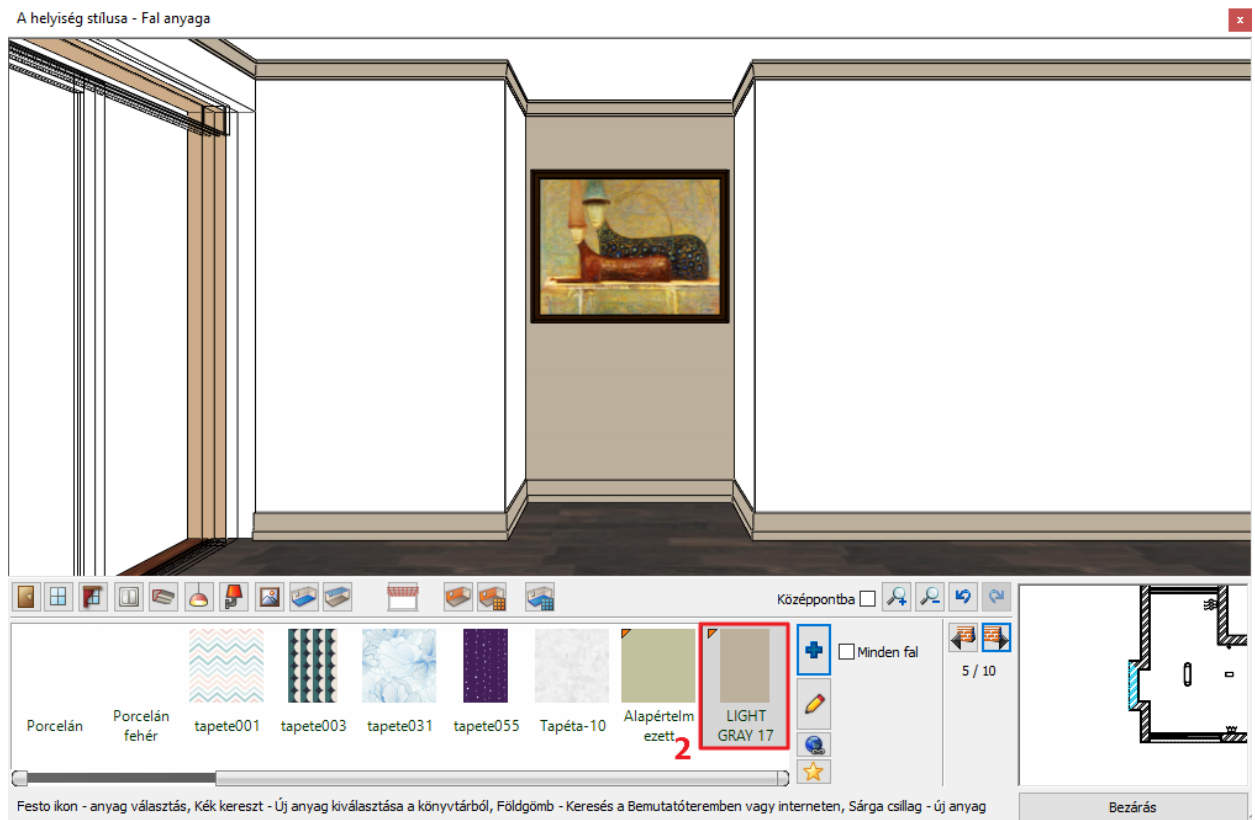 A helyiség stílusa - Fal anyaga
x
Középpontba
Porcelán
Porcelán
fehér
tapete001
tapete003
tapete031
tapete055
Tapéta-10
Alapértelm
ezett
2
LIGHT
GRAY 17
Minden fal
5 / 10
Festo ikon - anyag választás, Kék kereszt - Új anyag kiválasztása a könyvtárból, Földgömb - Keresés a Bemutatóteremben vagy interneten, Sárga csillag - új anyag
Bezárás